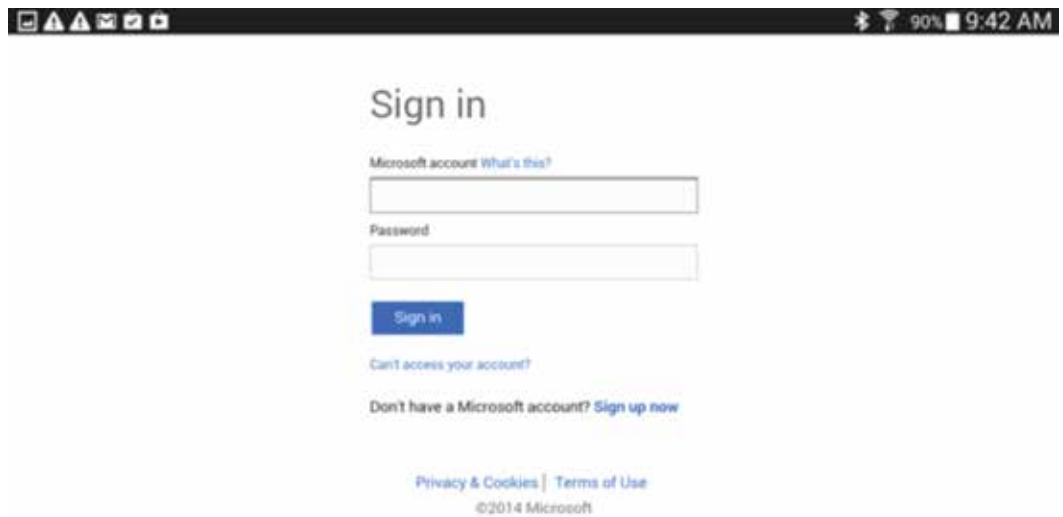 90% 9:42 AM
Sign in
Microsoft account What's this?
Password
Sign in
Can't access your account?
Don't have a Microsoft account? Sign up now
Privacy & Cookies | Terms of Use
©2014 Microsoft